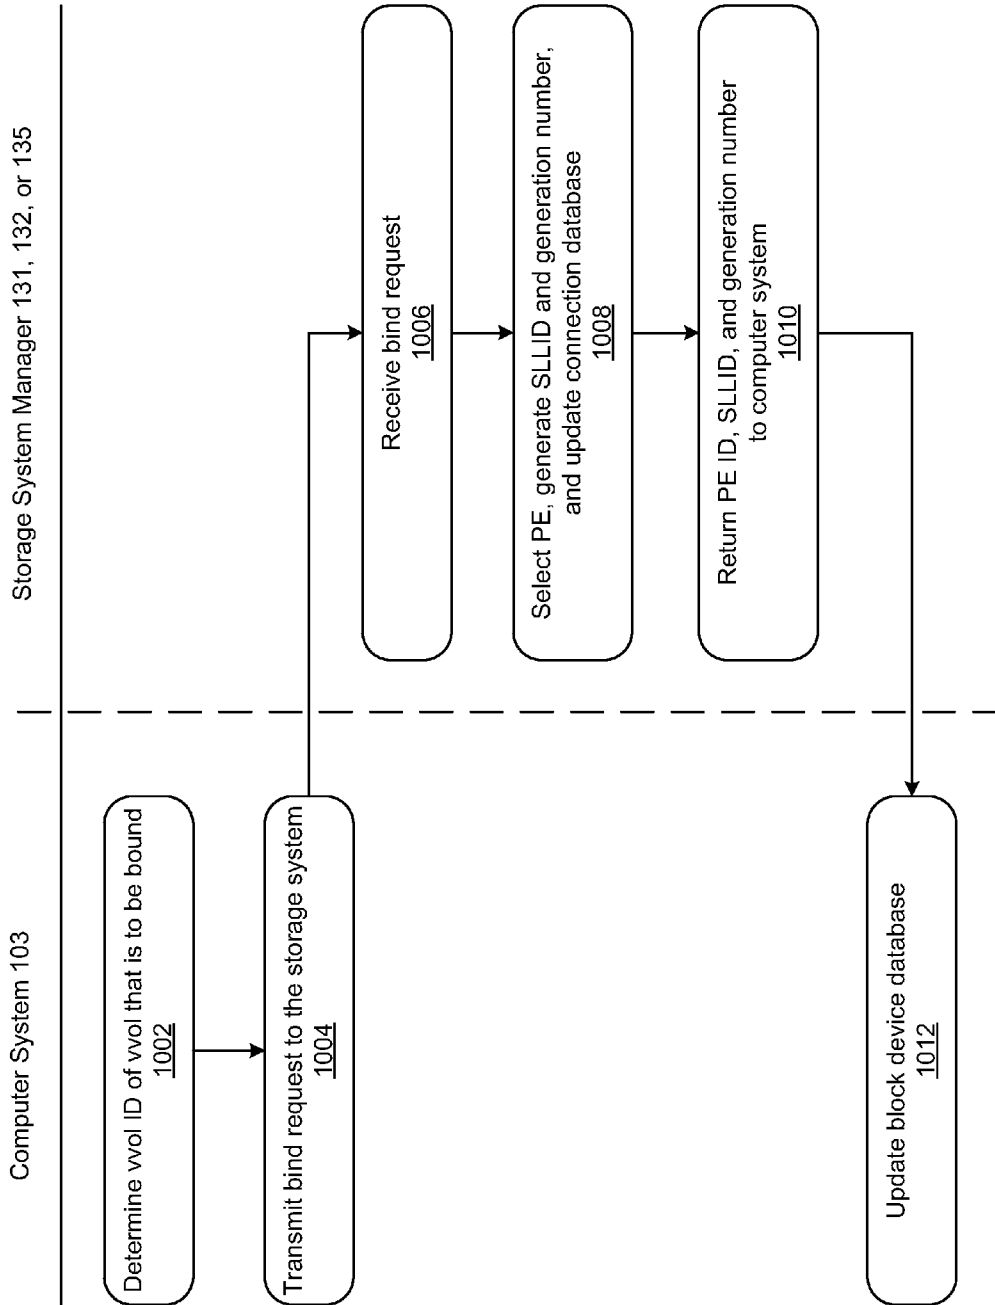 Computer System 103
Storage System Manager 131, 132, or 135
Determine vvol ID of vvol that is to be bound
1002
Transmit bind request to the storage system
1004
Receive bind request
1006
Select PE, generate SLLID and generation number,
and update connection database
1008
Return PE ID, SLLID, and generation number
to computer system
1010
Update block device database
1012